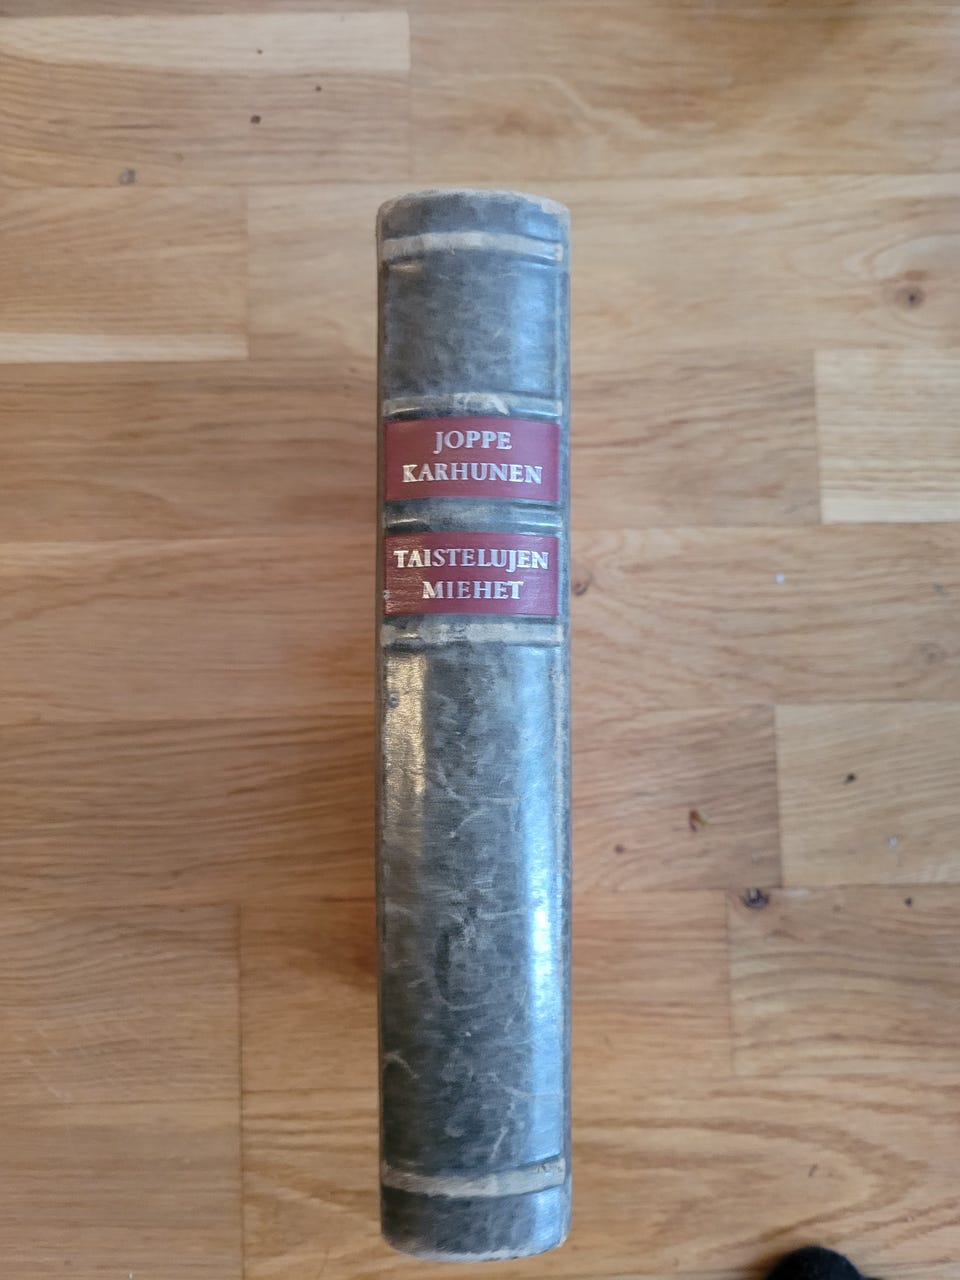 JOPPE
KARHUNEN
TAISTELUJEN
MIEHET